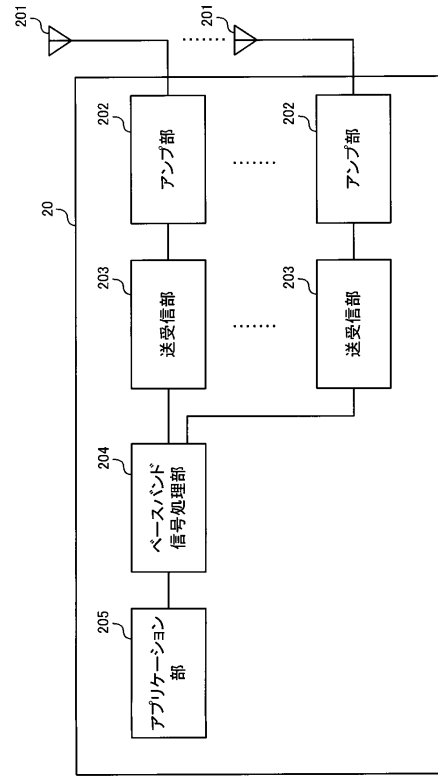 20
201
201
202
アンプ部
202
アンプ部
203
送受信部
203
送受信部
204
ベースバンド
信号処理部
205
アプリケーション
部